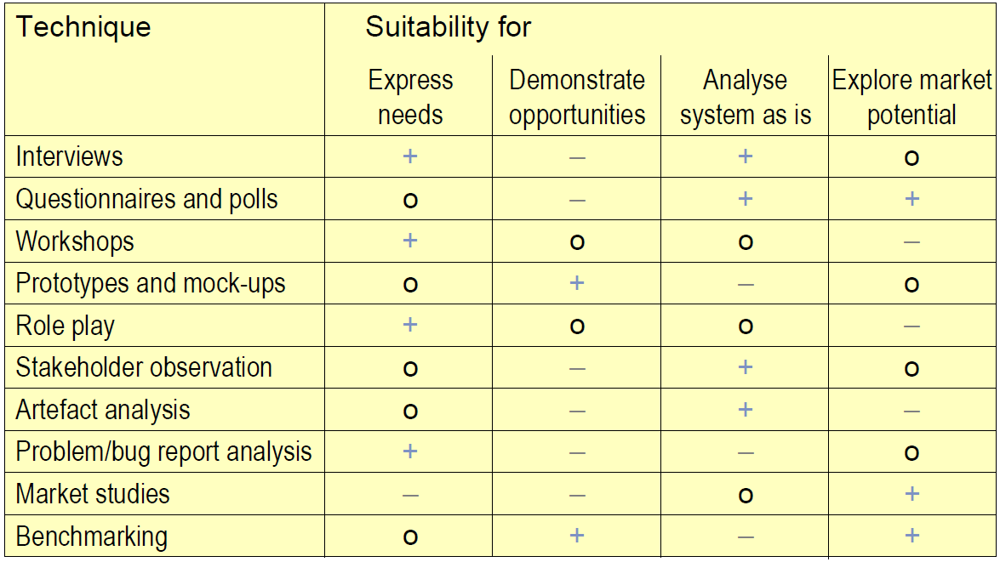 Technique Suitability for
Express Demonstrate Analyse Explore market
needs opportunities system as is potential
Interviews + – + o
Questionnaires and polls o – + +
Workshops + o o –
Prototypes and mock-ups o + – o
Role play + o o –
Stakeholder observation o – + o
Artefact analysis o – + –
Problem/bug report analysis + – – o
Market studies – – o +
Benchmarking o + – +